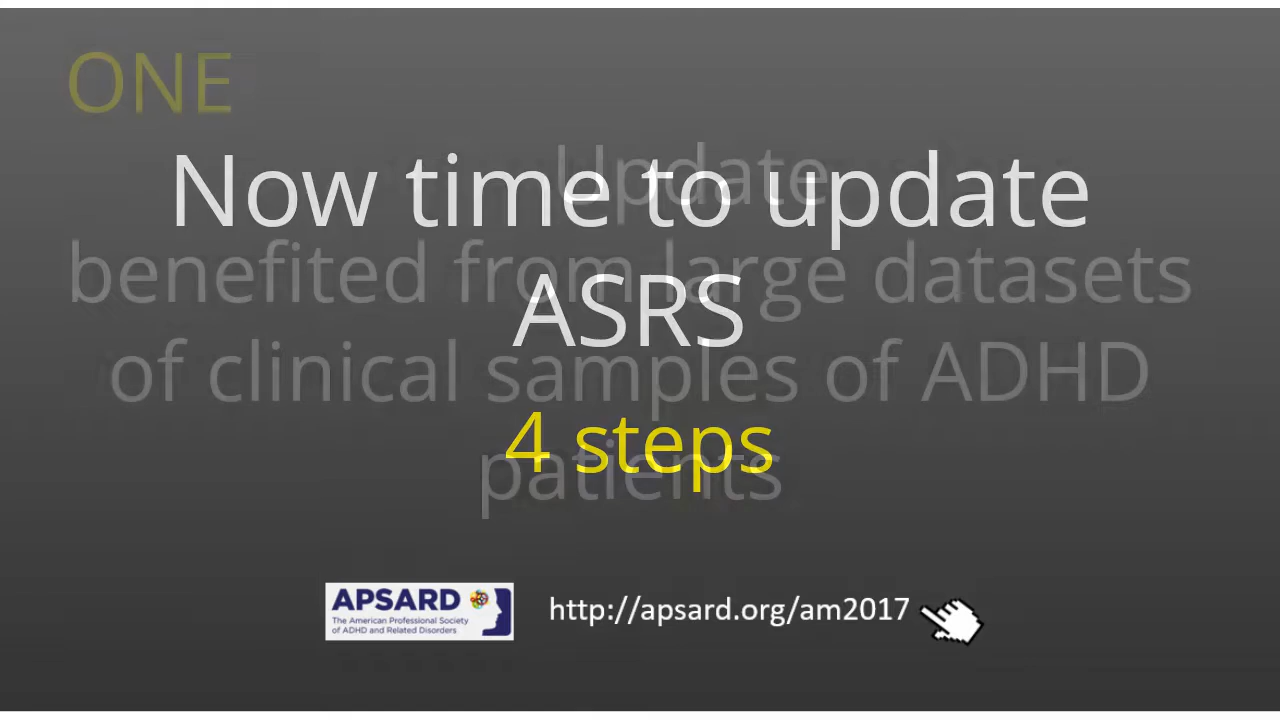 ONE
Now time to update
Update
benefited from large datasets
ASRS
of clinical samples of ADHD
4 steps
patients
APSARD
The American Professional Society
of ADHD and Related Disorders
http://apsard.org/am2017